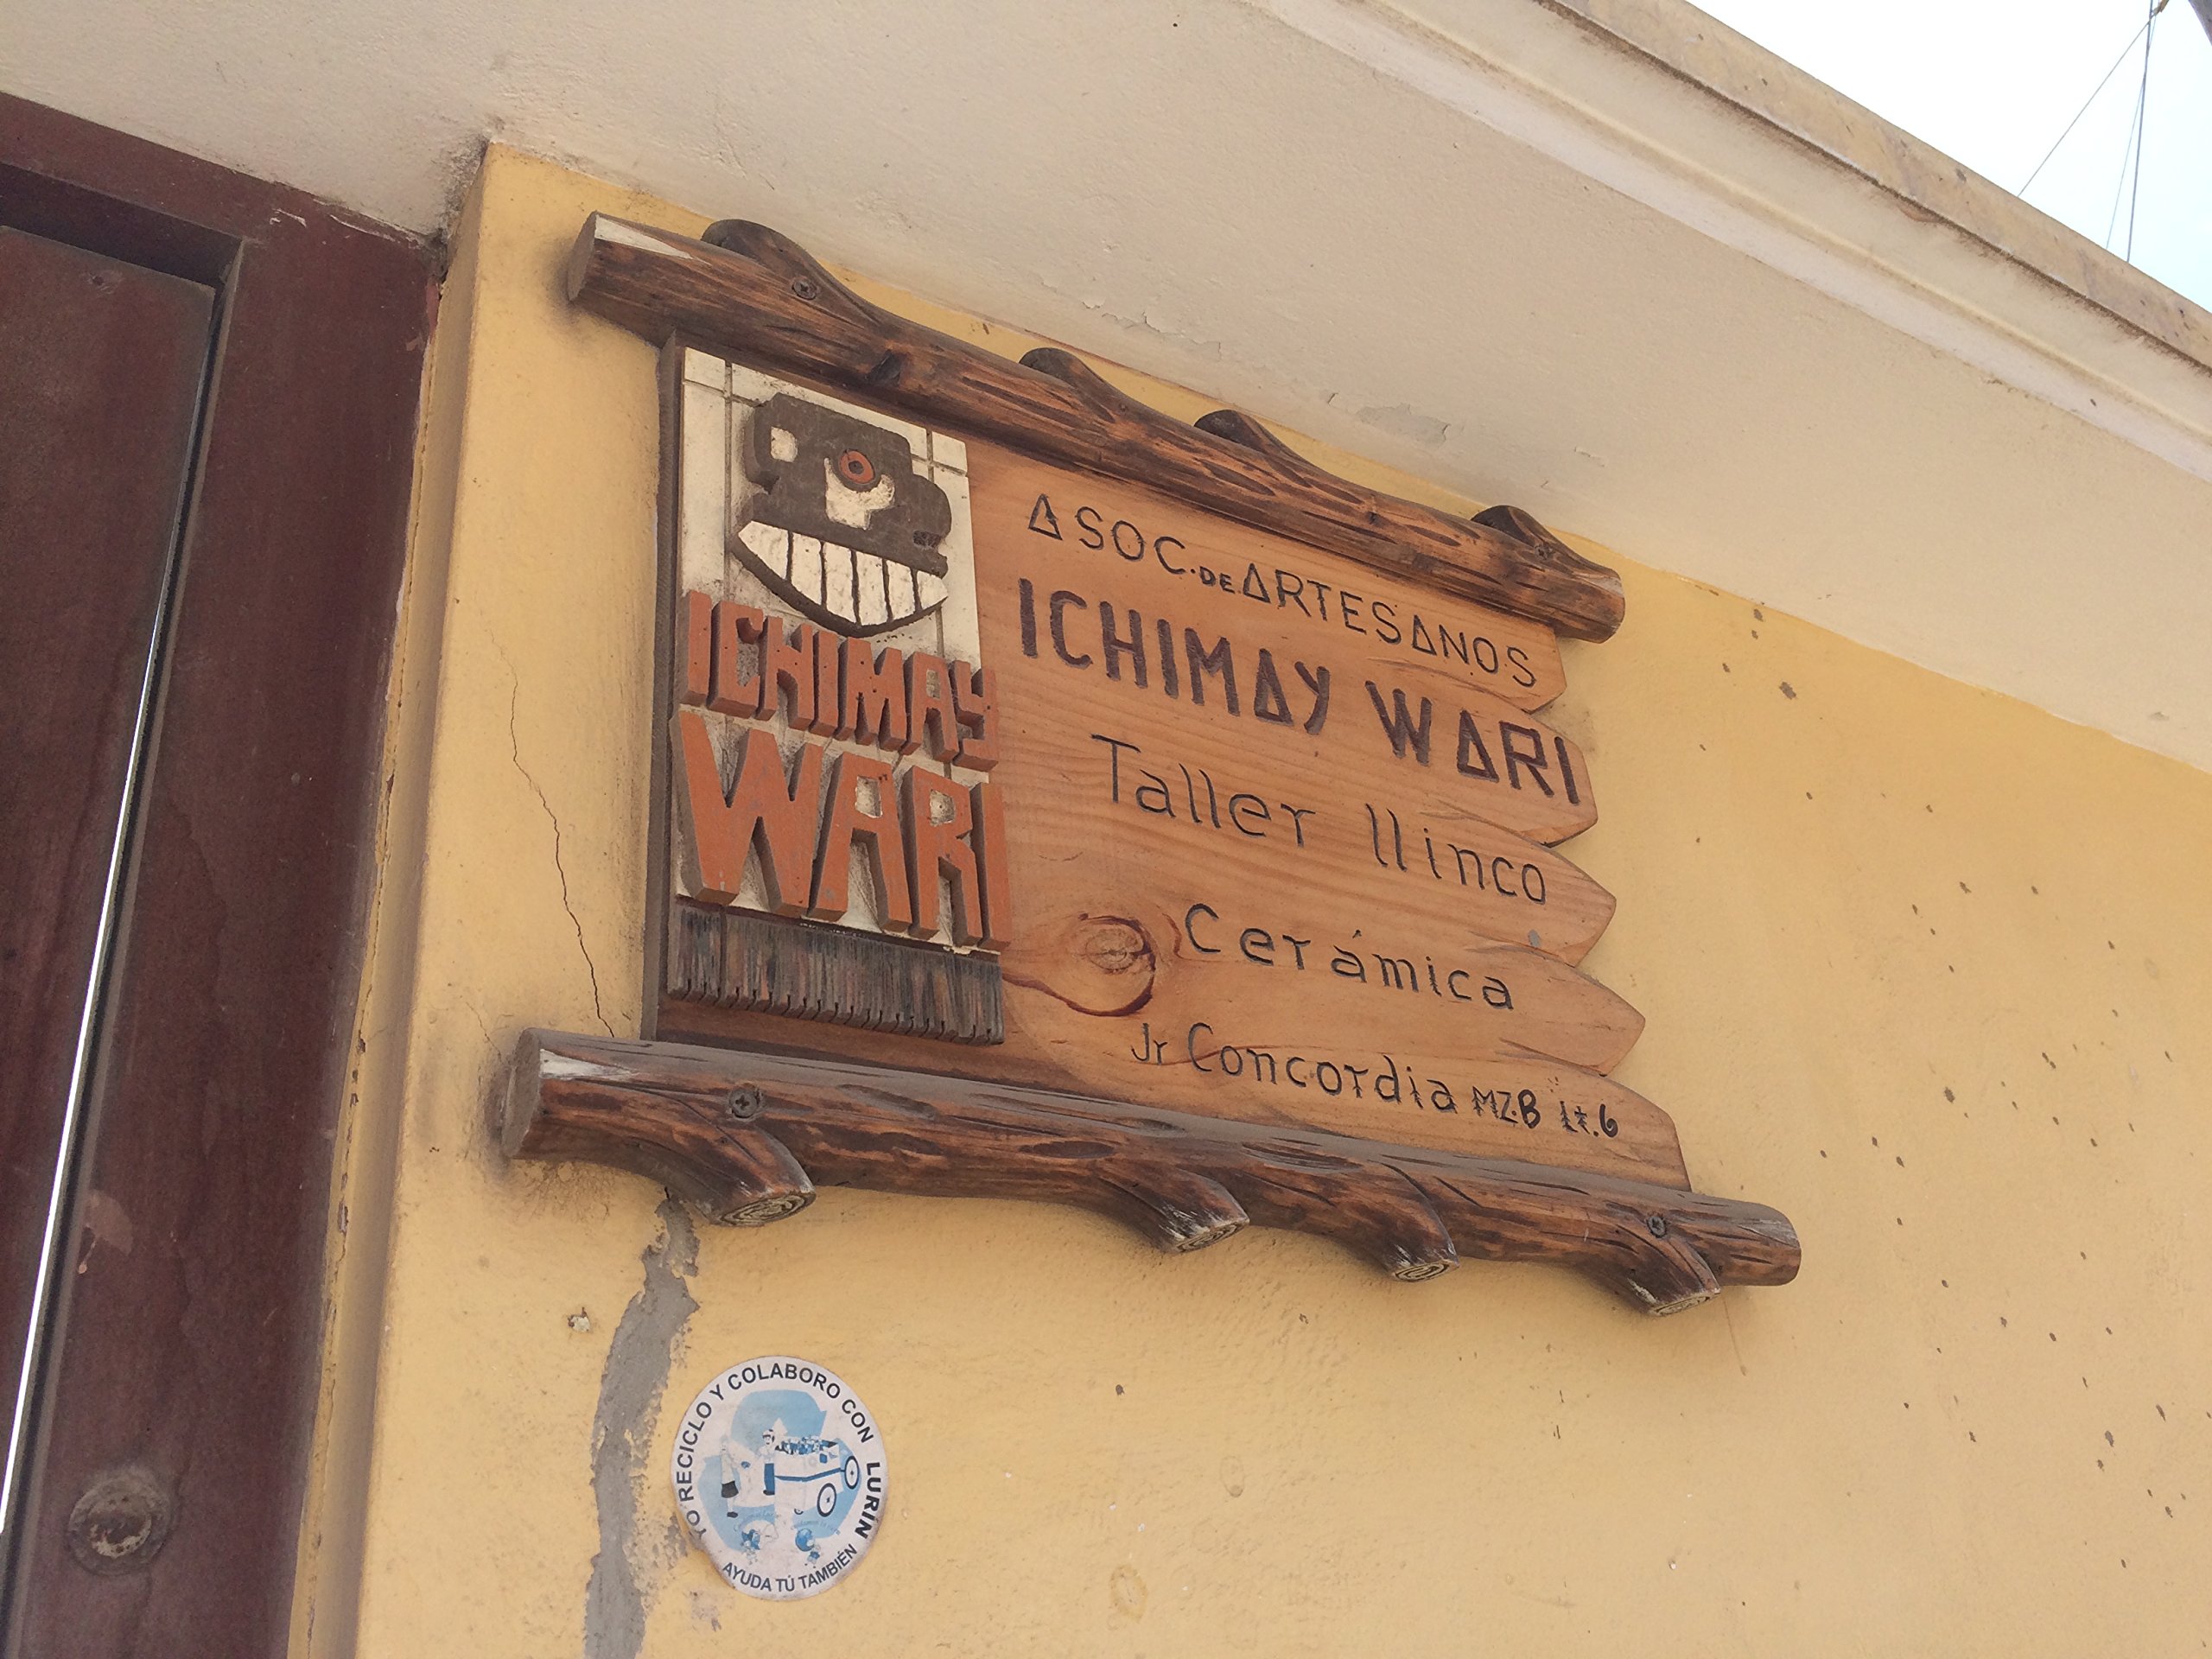 ICHIMAY
WARI
ASOC. DE ARTESANOS
ICHIMAY WARI
Taller llinco
Cerámica
Jr Concordia MZ.B Lt.6
YO RECICLO Y COLABORO CON LURIN
AYUDA TÚ TAMBIÉN